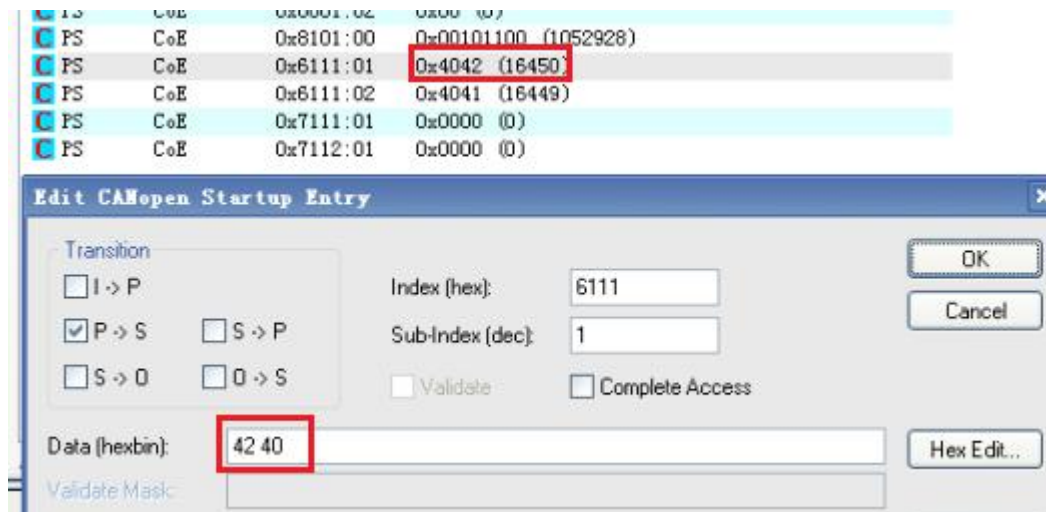 C PS CoE 0x8101:00 0x00101100 (1052928)
C PS CoE 0x6111:01 0x4042 (16450)
C PS CoE 0x6111:02 0x4041 (16449)
C PS CoE 0x7111:01 0x0000 (0)
C PS CoE 0x7112:01 0x0000 (0)
Edit CANopen Startup Entry
Transition
I -> P
P -> S
S -> P
S -> O
O -> S
Index (hex): 6111
Sub-Index (dec): 1
Validate
Complete Access
OK
Cancel
Data (hexbin): 42 40
Hex Edit...
Validate Mask: